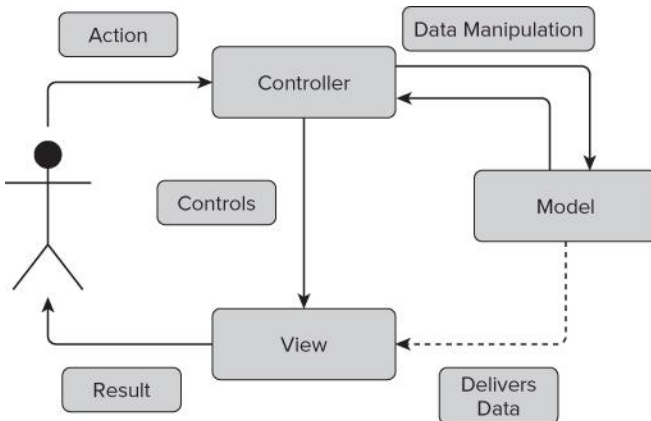 Action
Data Manipulation
Controller
Controls
Model
View
Result
Delivers
Data